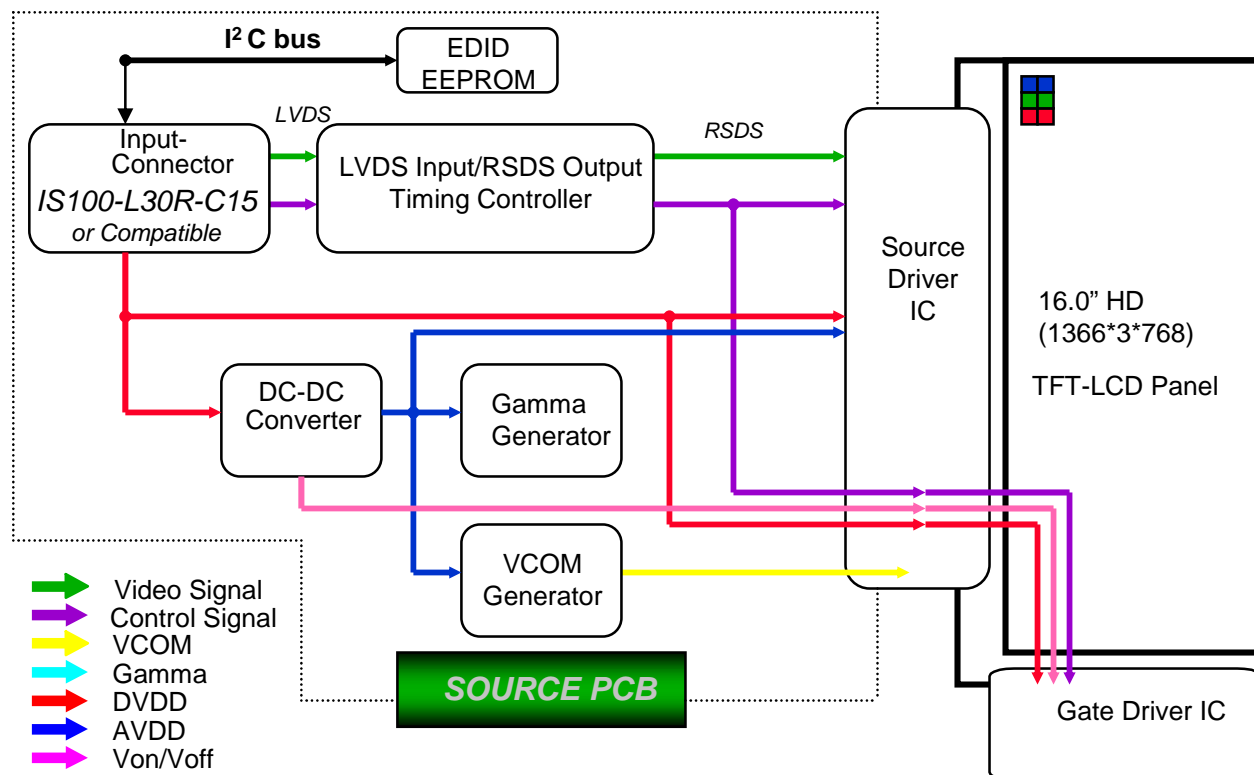 I² C bus
EDID
EEPROM
LVDS
RSDS
Input-
Connector
IS100-L30R-C15
or Compatible
LVDS Input/RSDS Output
Timing Controller
Source
Driver
IC
16.0” HD
(1366*3*768)
TFT-LCD Panel
DC-DC
Converter
Gamma
Generator
VCOM
Generator
Video Signal
Control Signal
VCOM
Gamma
DVDD
AVDD
Von/Voff
SOURCE PCB
Gate Driver IC